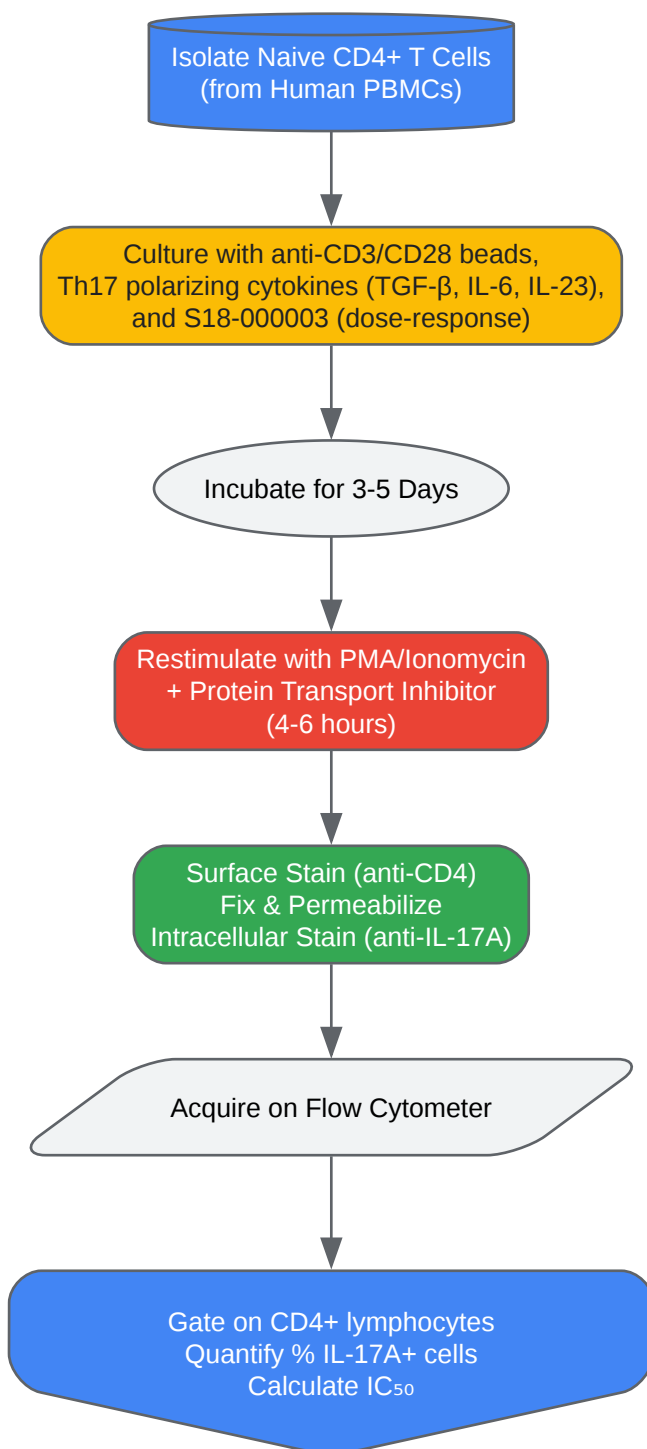 Isolate Naive CD4+ T Cells
(from Human PBMCs)
Culture with anti-CD3/CD28 beads,
Th17 polarizing cytokines (TGF-β, IL-6, IL-23),
and S18-000003 (dose-response)
Incubate for 3-5 Days
Restimulate with PMA/Ionomycin
+ Protein Transport Inhibitor
(4-6 hours)
Surface Stain (anti-CD4)
Fix & Permeabilize
Intracellular Stain (anti-IL-17A)
Acquire on Flow Cytometer
Gate on CD4+ lymphocytes
Quantify % IL-17A+ cells
Calculate IC₅₀